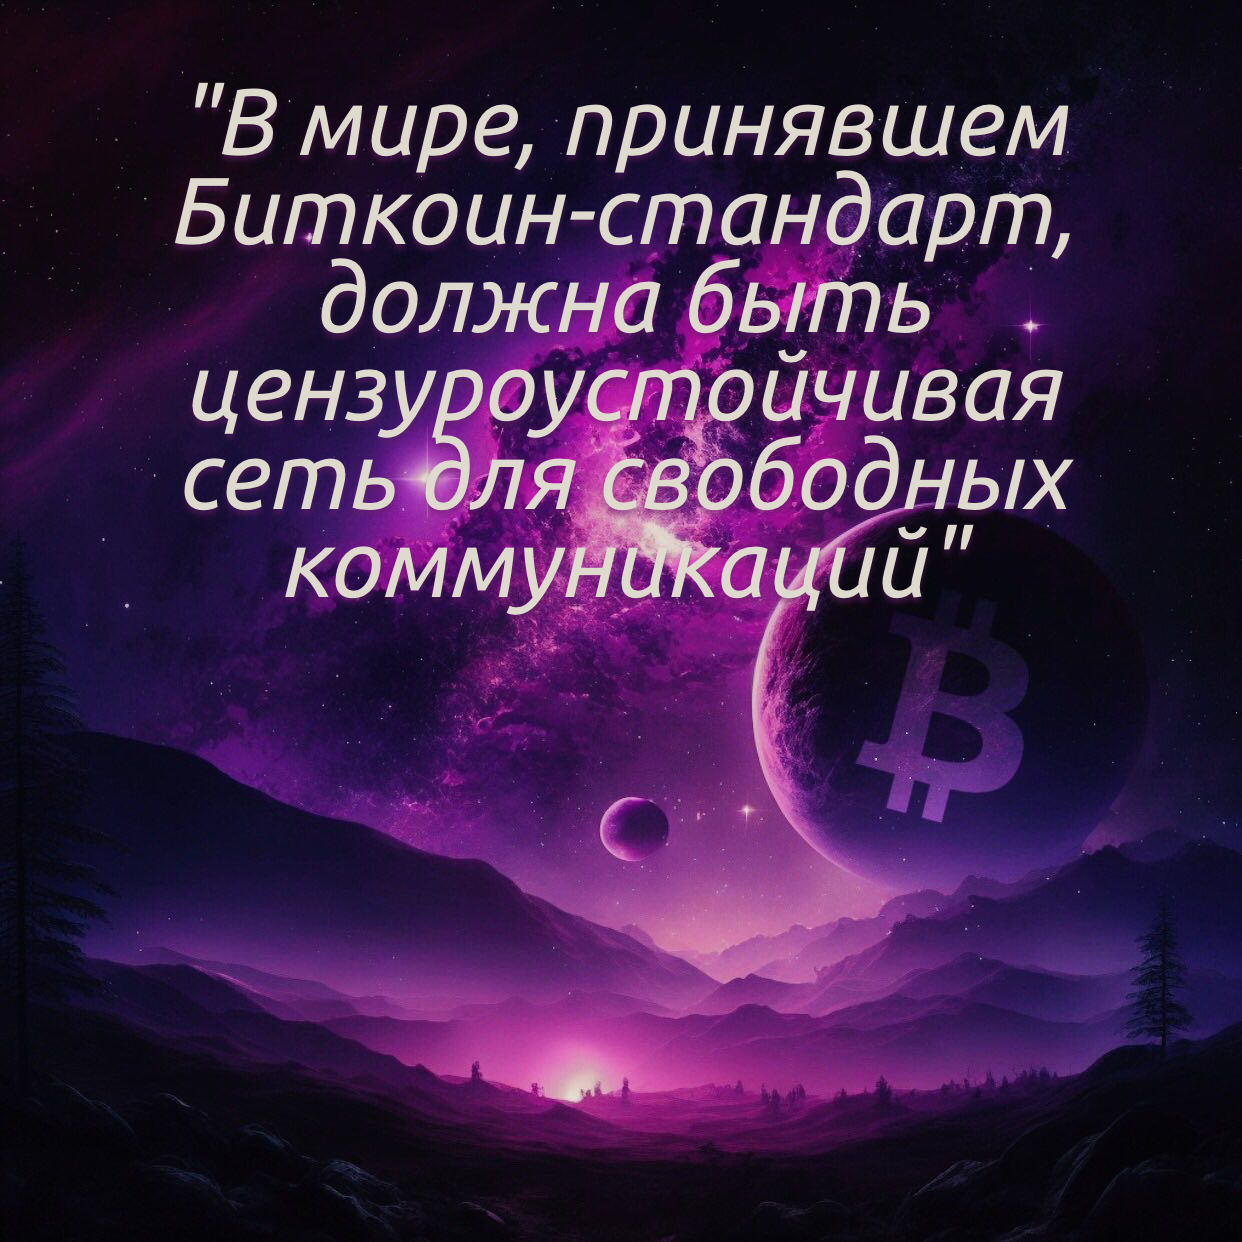 "В мире, принявшем
Биткоин-стандарт,
должна быть
цензуроустойчивая
сеть для свободных
коммуникаций"